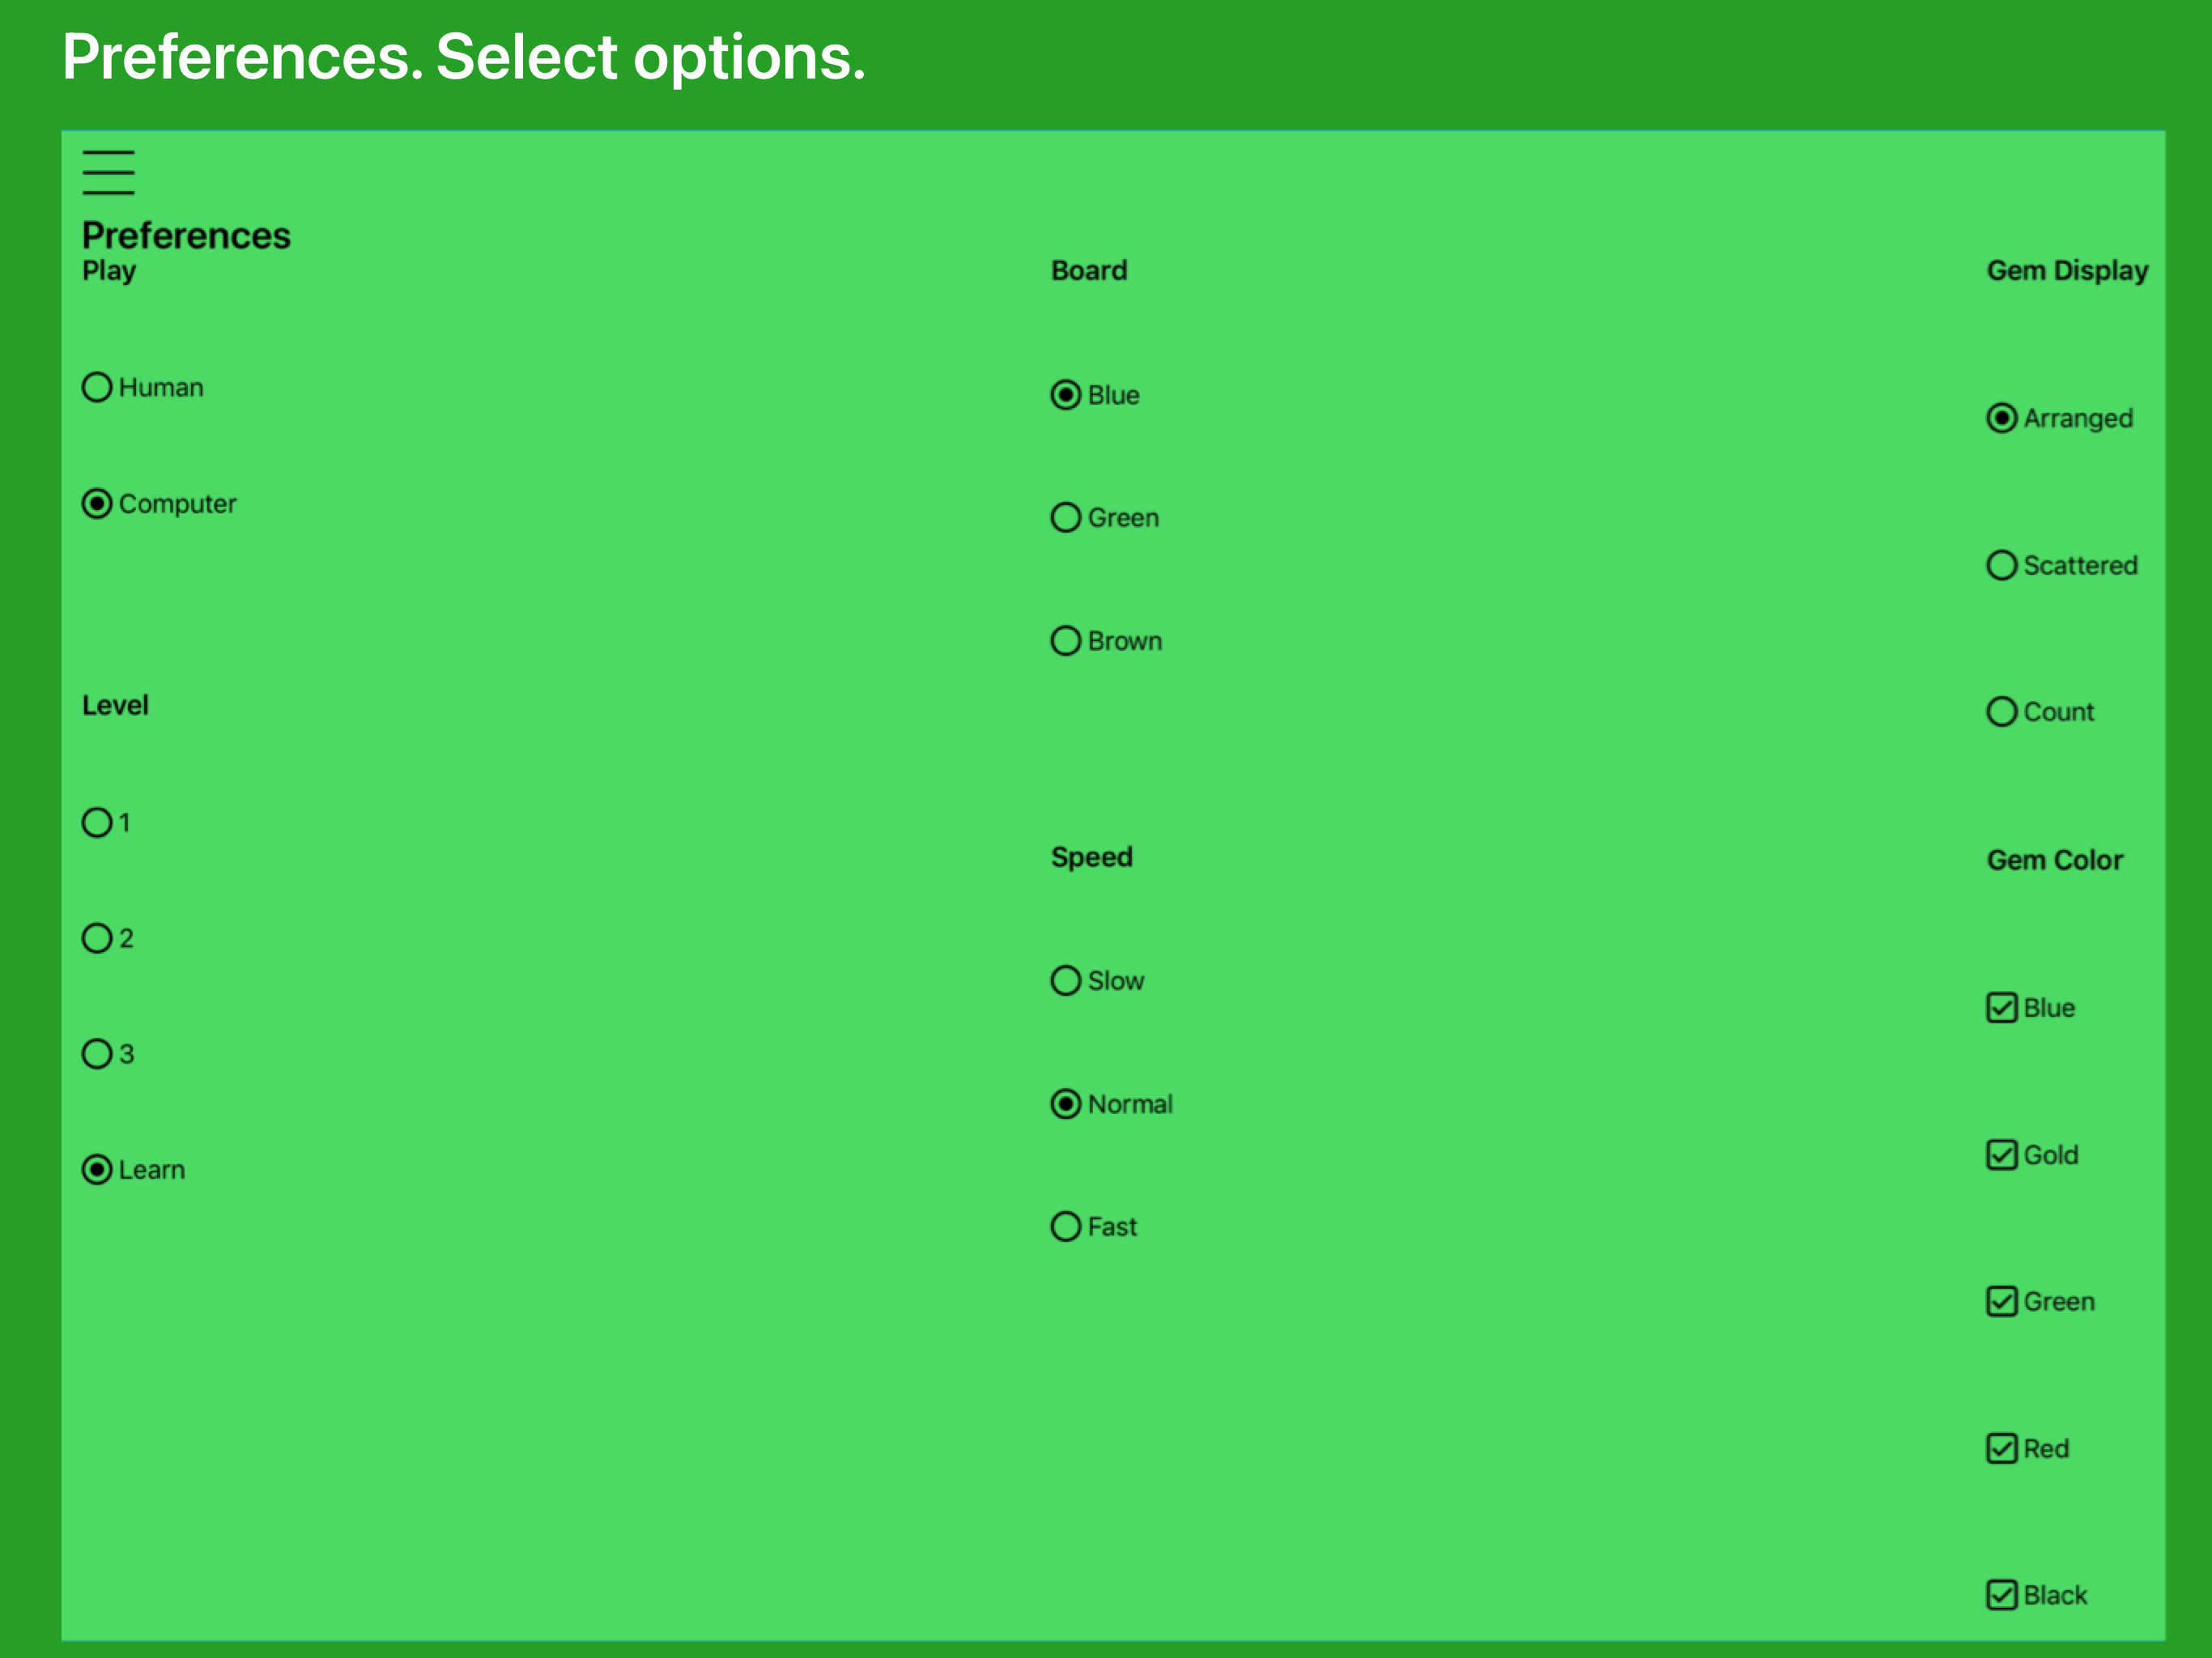 Preferences. Select options.
Preferences
Play
Human
Computer
Level
1
2
3
Learn
Board
Blue
Green
Brown
Speed
Slow
Normal
Fast
Gem Display
Arranged
Scattered
Count
Gem Color
Blue
Gold
Green
Red
Black